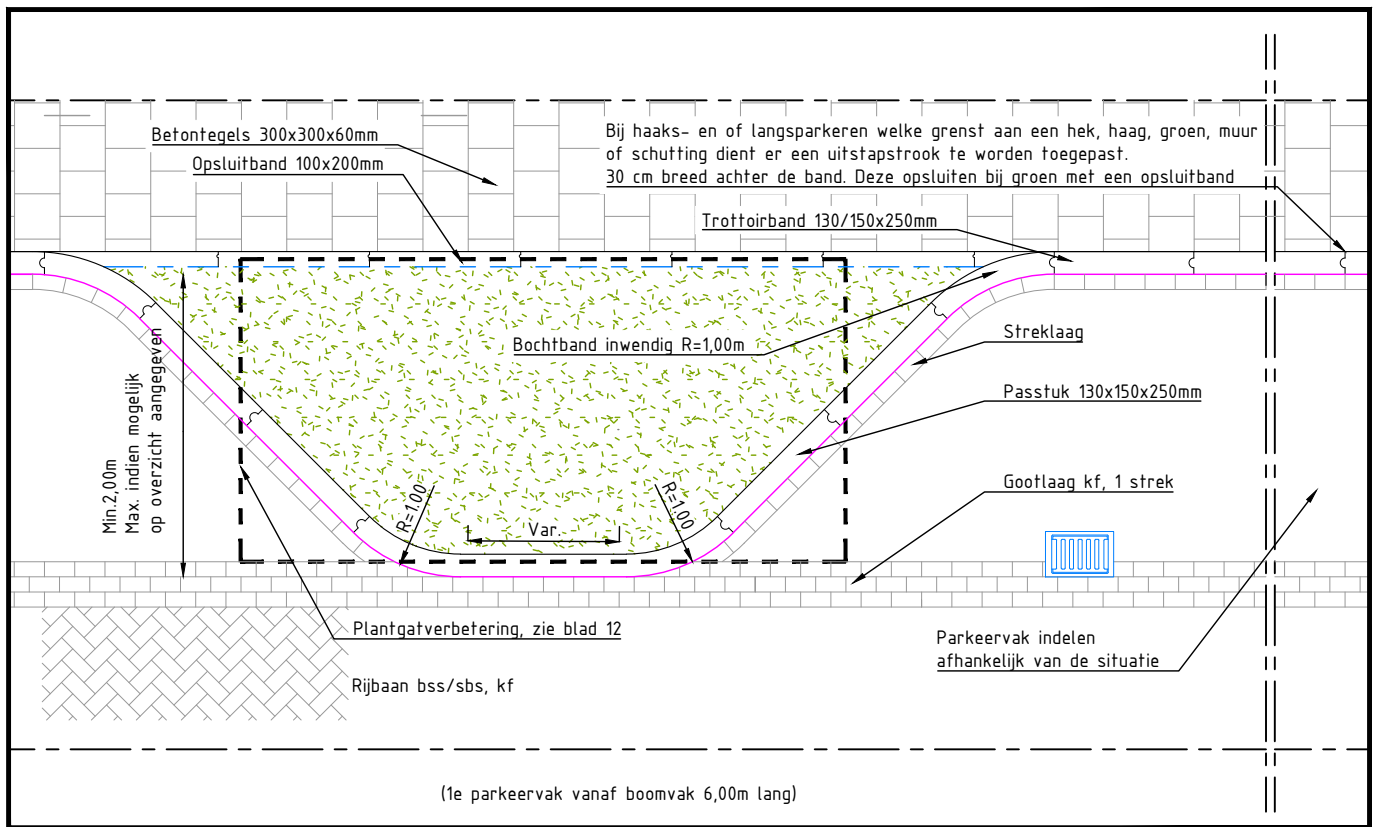 Betontegels 300x300x60mm
Opsluitband 100x200mm
Bij haaks- en of langsparkeren welke grenst aan een hek, haag, groen, muur
of schutting dient er een uitstapstrook te worden toegepast.
30 cm breed achter de band. Deze opsluiten bij groen met een opsluitband
Trottoirband 130/150x250mm
Bochtband inwendig R=1,00m
Streklaag
Passtuk 130x150x250mm
Gootlaag kf, 1 strek
Min.2,00m
Max. indien mogelijk
op overzicht aangegeven
R=1.00
Var.
R=1.00
Plantgatverbetering, zie blad 12
Rijbaan bss/sbs, kf
Parkeervak indelen
afhankelijk van de situatie
(1e parkeervak vanaf boomvak 6,00m lang)